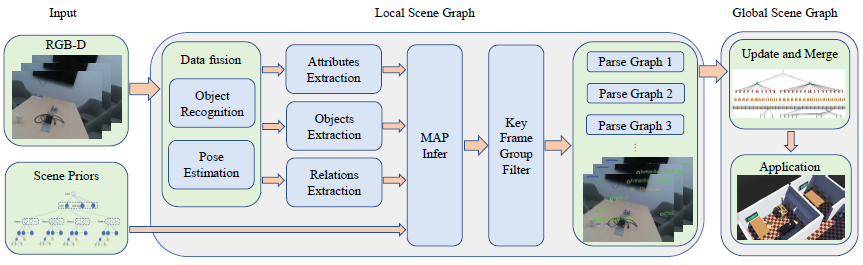 Input
Local Scene Graph
Global Scene Graph
RGB-D
Scene Priors
Data fusion
Object
Recognition
Pose
Estimation
Attributes
Extraction
Objects
Extraction
Relations
Extraction
MAP
Infer
Key
Frame
Group
Filter
Parse Graph 1
Parse Graph 2
Parse Graph 3
Update and Merge
Application